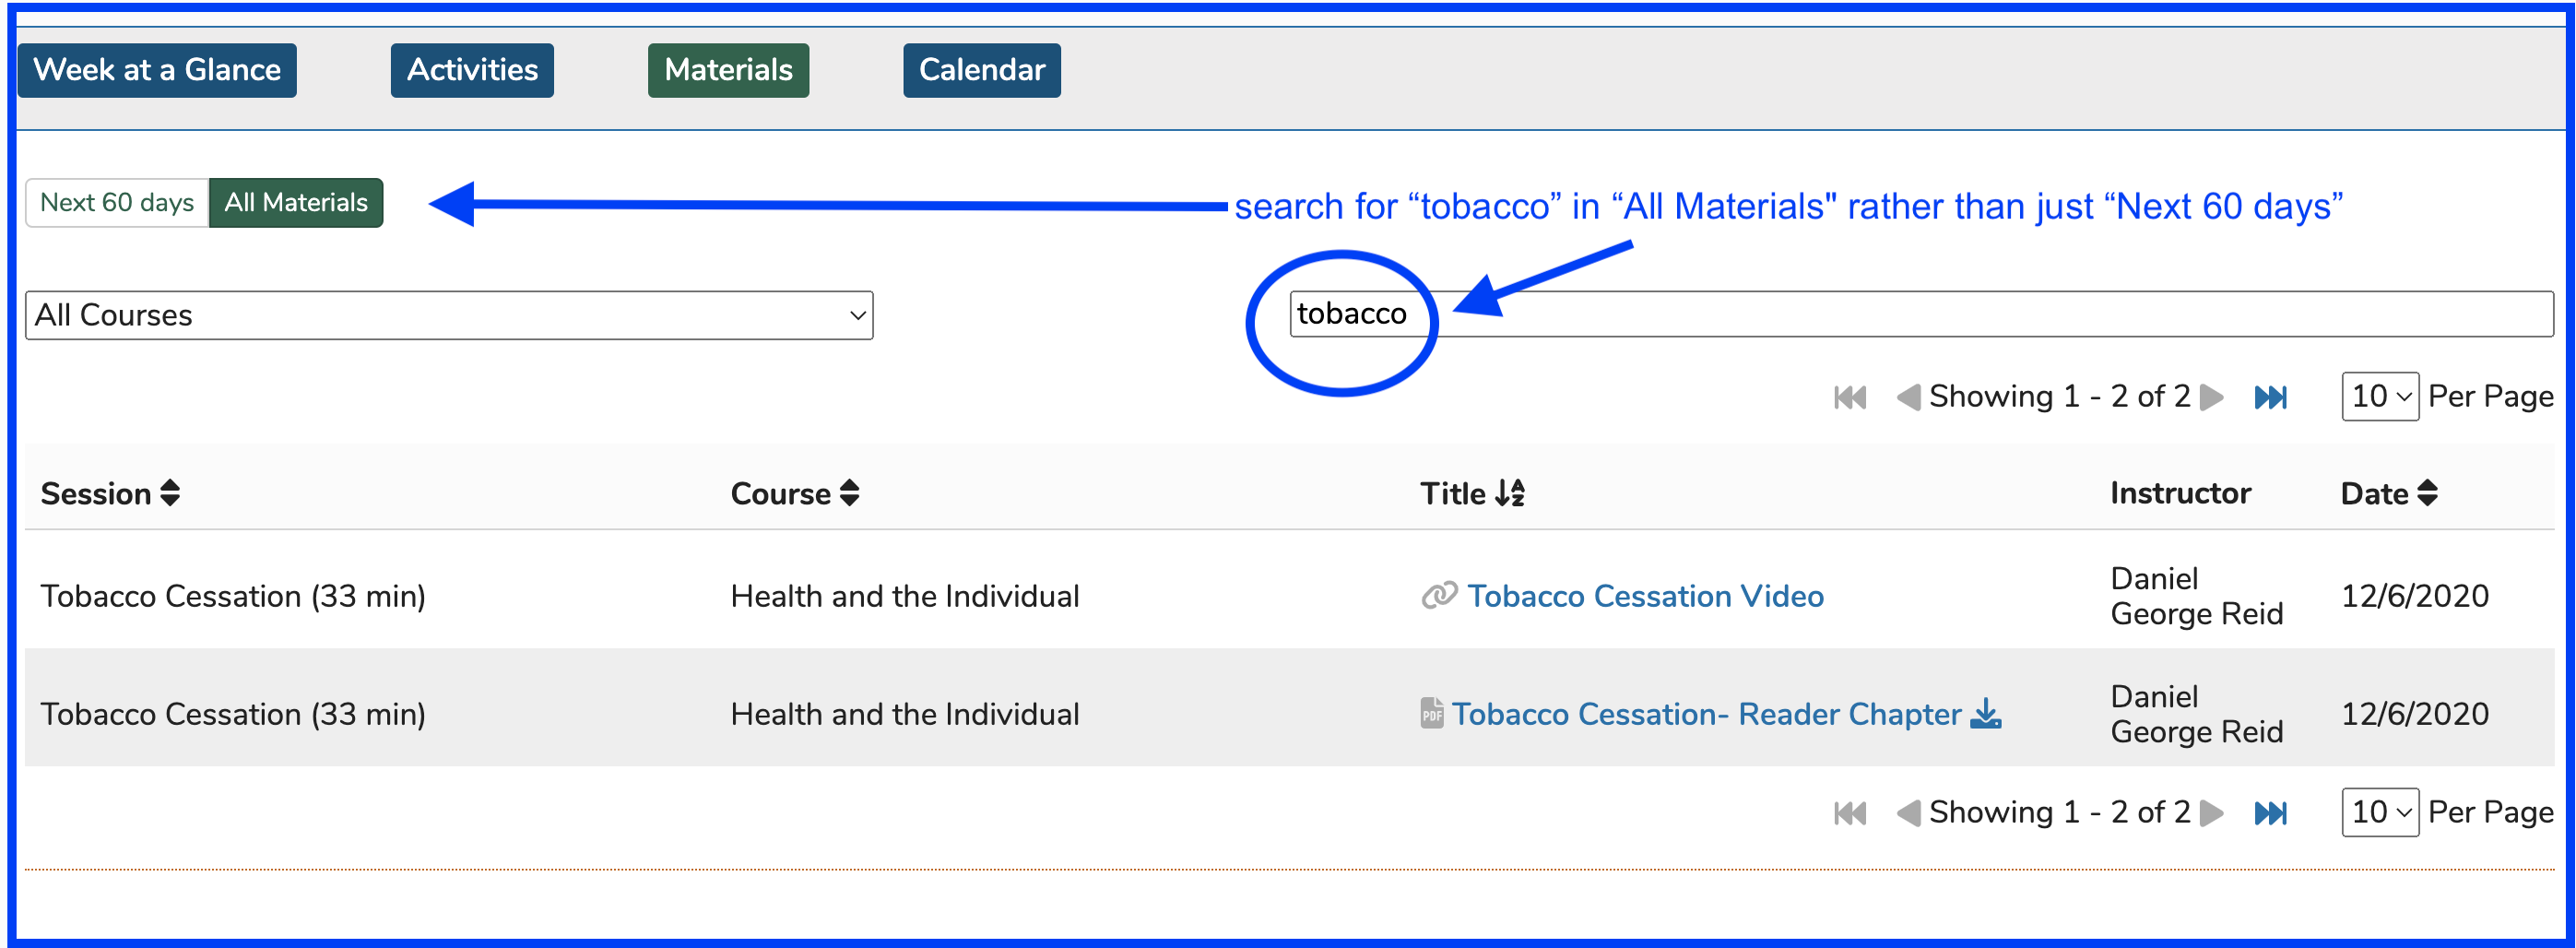 Week at a Glance Activities Materials Calendar
Next 60 days All Materials
search for “tobacco” in “All Materials" rather than just “Next 60 days”
All Courses tobacco
Showing 1 - 2 of 2 10 Per Page
Session Course Title Instructor Date
Tobacco Cessation (33 min) Health and the Individual Tobacco Cessation Video Daniel George Reid 12/6/2020
Tobacco Cessation (33 min) Health and the Individual PDF Tobacco Cessation- Reader Chapter Daniel George Reid 12/6/2020
Showing 1 - 2 of 2 10 Per Page